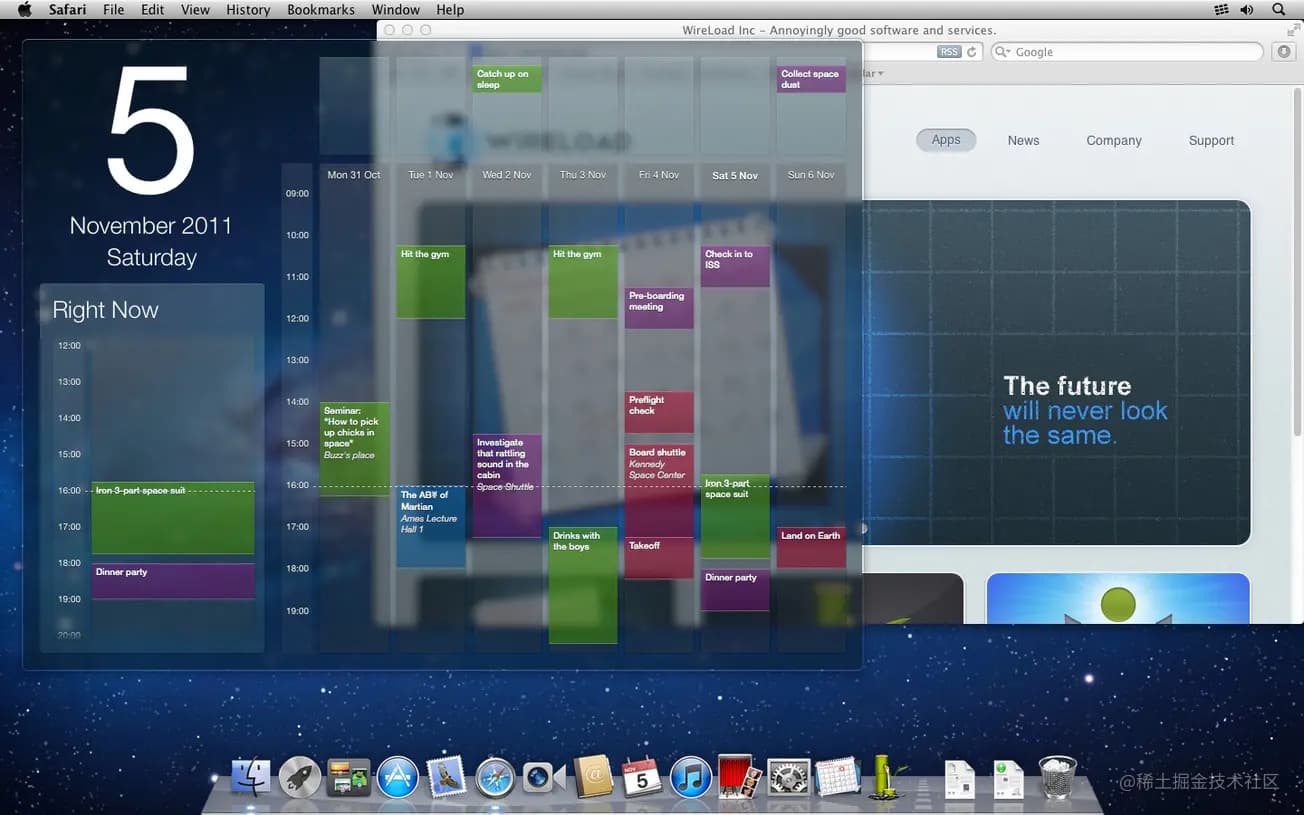 Safari File Edit View History Bookmarks Window Help
WireLoad Inc – Annoyingly good software and services.
RSS
Google
lar
Apps
News
Company
Support
The future
will never look
the same.
WIRELOAD
5
November 2011
Saturday
Right Now
12:00
13:00
14:00
15:00
16:00
Iron 3-part space suit
17:00
18:00
Dinner party
19:00
20:00
Catch up on
sleep
Collect space
dust
Mon 31 Oct
Tue 1 Nov
Wed 2 Nov
Thu 3 Nov
Fri 4 Nov
Sat 5 Nov
Sun 6 Nov
09:00
10:00
11:00
12:00
13:00
14:00
15:00
16:00
17:00
18:00
19:00
Seminar:
"How to pick
up chicks in
space"
Buzz's place
Hit the gym
The ABษ of
Martian
Ames Lecture
Hall 1
Investigate
that rattling
sound in the
cabin
Space Shuttle
Hit the gym
Drinks with
the boys
Pre-boarding
meeting
Preflight
check
Board shuttle
Kennedy
Space Center
Takeoff
Check in to
ISS
Iron 3-part
space suit
Dinner party
Land on Earth
NOV
5
@稀土掘金技术社区